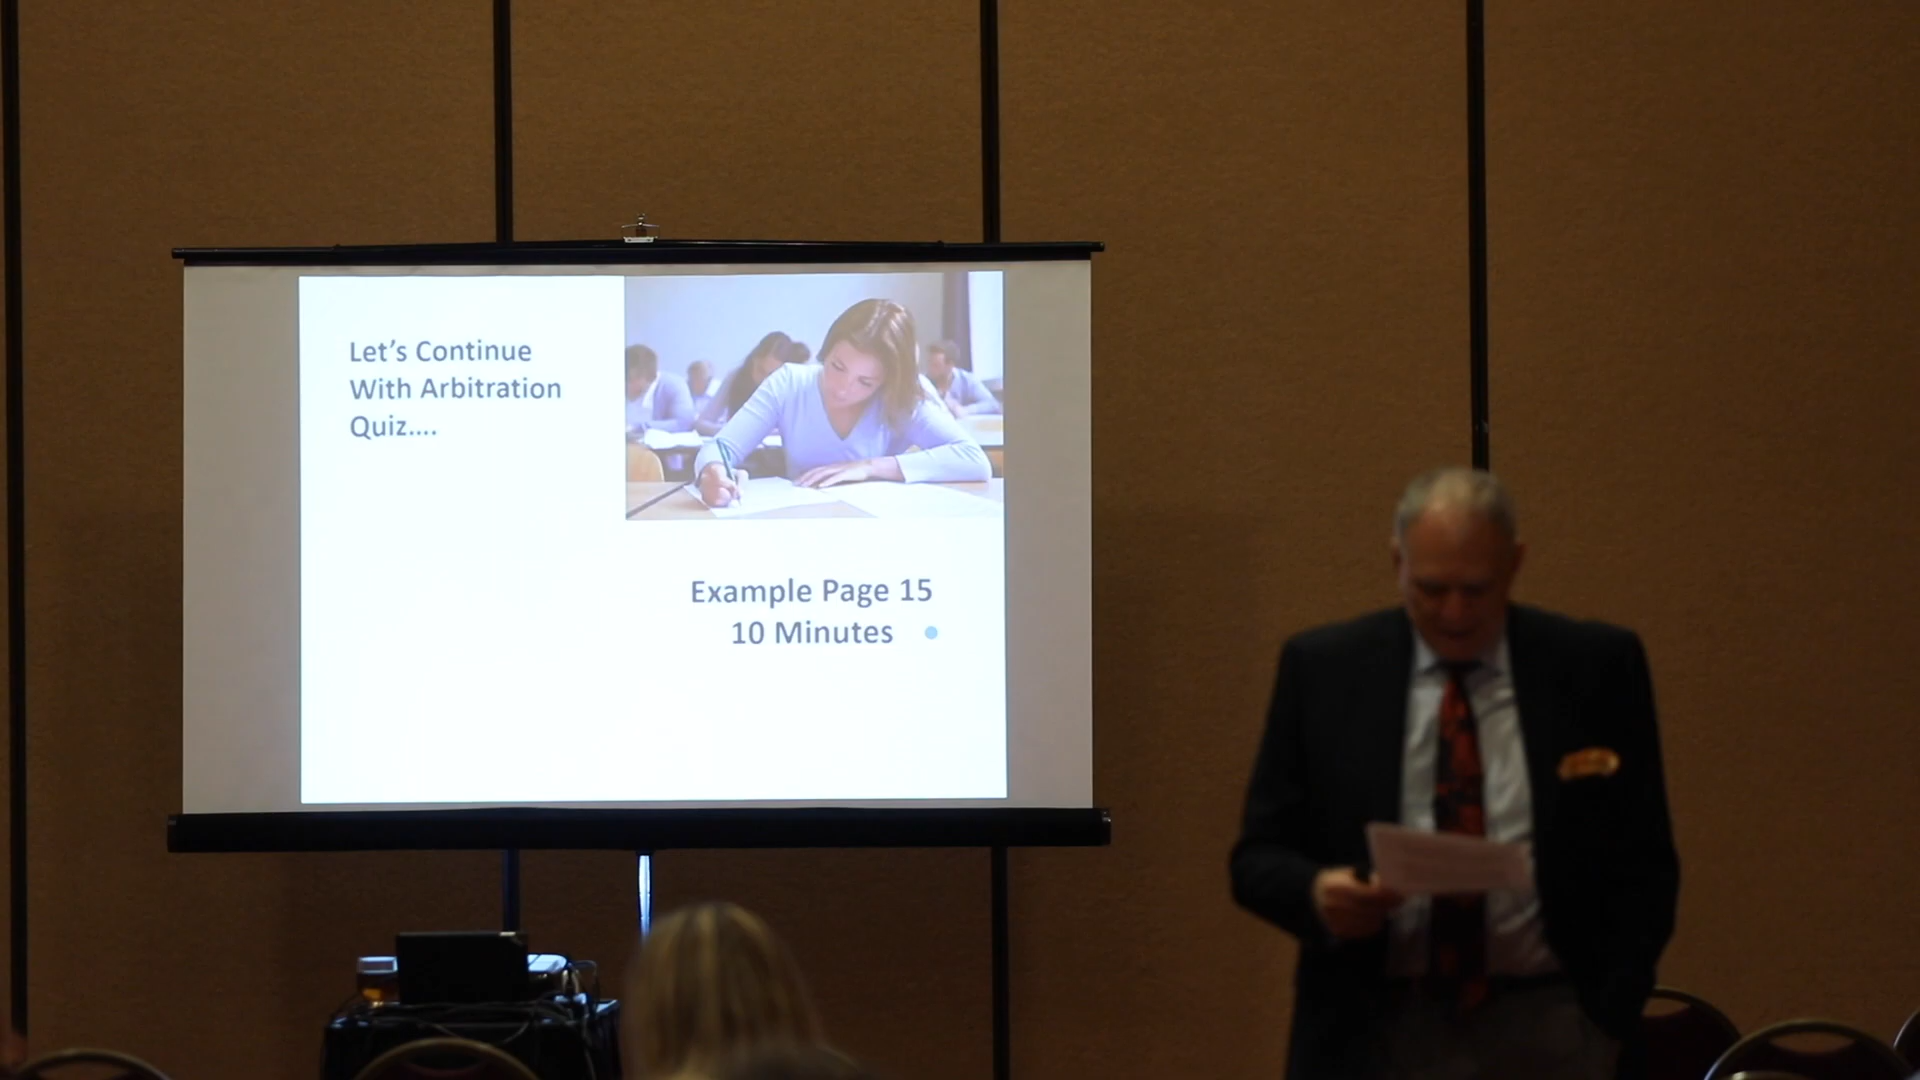 Let's Continue
With Arbitration
Quiz....
Example Page 15
10 Minutes